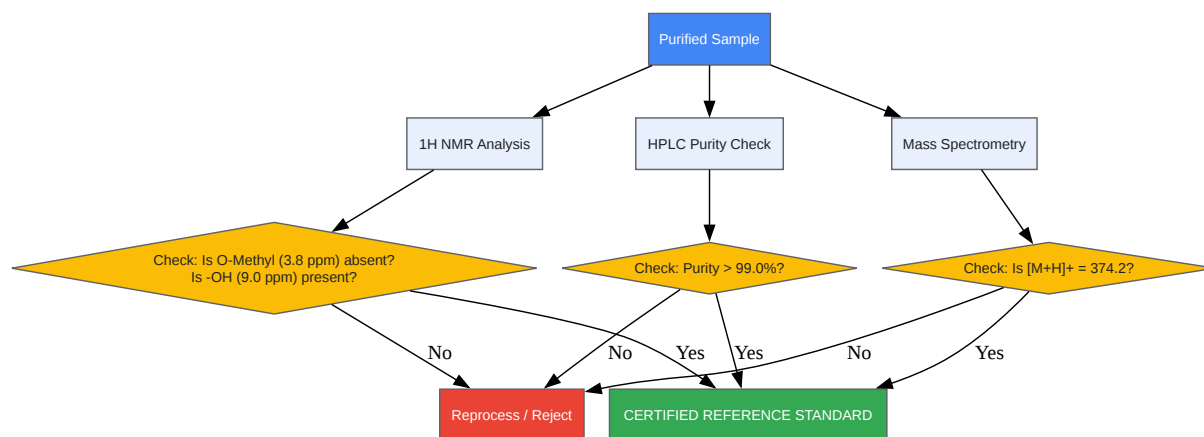 Purified Sample
1H NMR Analysis
HPLC Purity Check
Mass Spectrometry
Check: Is O-Methyl (3.8 ppm) absent?
Is -OH (9.0 ppm) present?
Check: Purity > 99.0%?
Check: Is [M+H]+ = 374.2?
No
No
Yes
Yes
No
Yes
Reprocess / Reject
CERTIFIED REFERENCE STANDARD